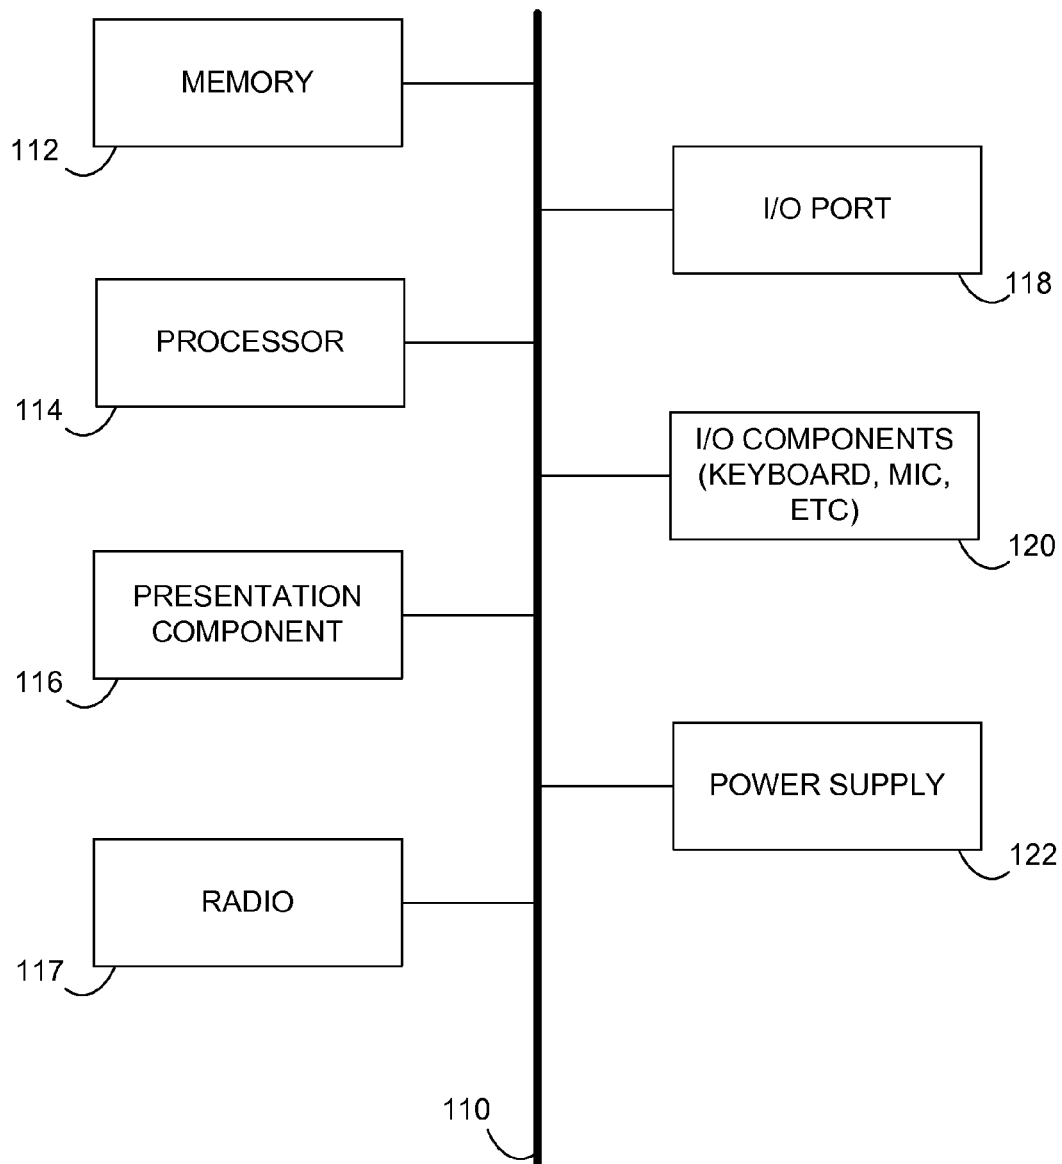 MEMORY
112
I/O PORT
118
PROCESSOR
114
I/O COMPONENTS
(KEYBOARD, MIC,
ETC)
120
PRESENTATION
COMPONENT
116
POWER SUPPLY
122
RADIO
117
110